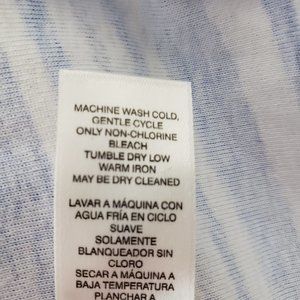 MACHINE WASH COLD,
GENTLE CYCLE
ONLY NON-CHLORINE
BLEACH
TUMBLE DRY LOW
WARM IRON
MAY BE DRY CLEANED
LAVAR A MÁQUINA CON
AGUA FRÍA EN CICLO
SUAVE
SOLAMENTE
BLANQUEADOR SIN
CLORO
SECAR A MÁQUINA A
BAJA TEMPERATURA
PLANCHAR A